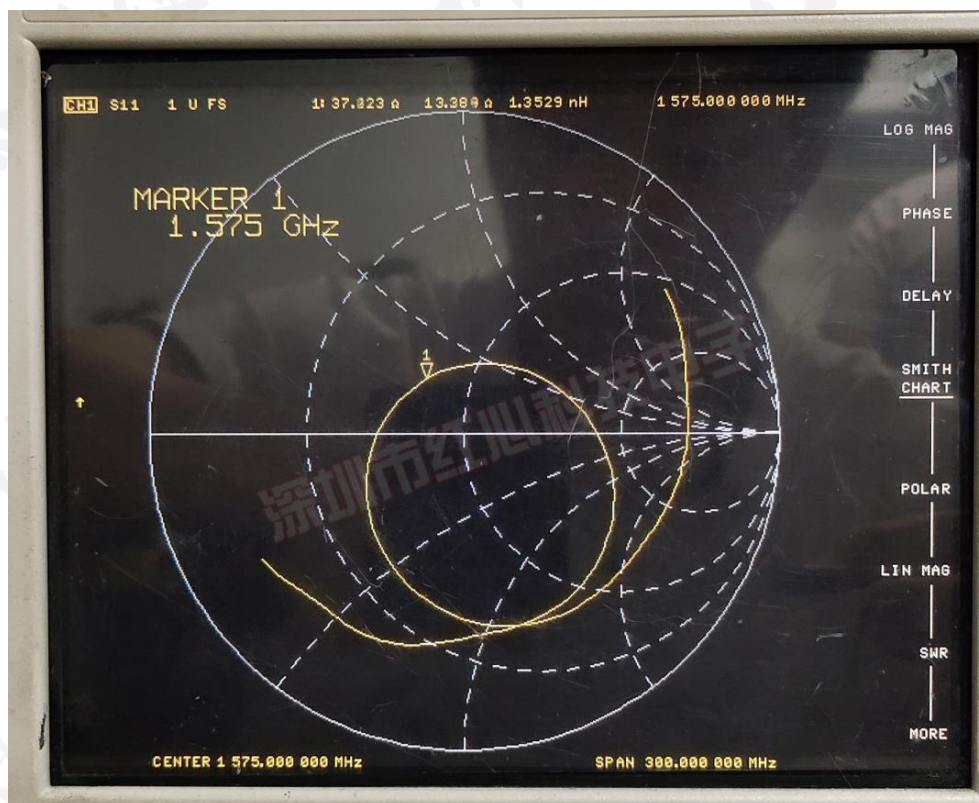 CH1 S11 1 U FS 1: 37.023 Ω 13.389 Ω 1.3529 nH 1 575.000 000 MHz
LOG MAG
MARKER 1
1.575 GHz
PHASE
DELAY
1
SMITH
CHART
深圳市红心科技电子
POLAR
LIN MAG
SWR
MORE
CENTER 1 575.000 000 MHz SPAN 300.000 000 MHz